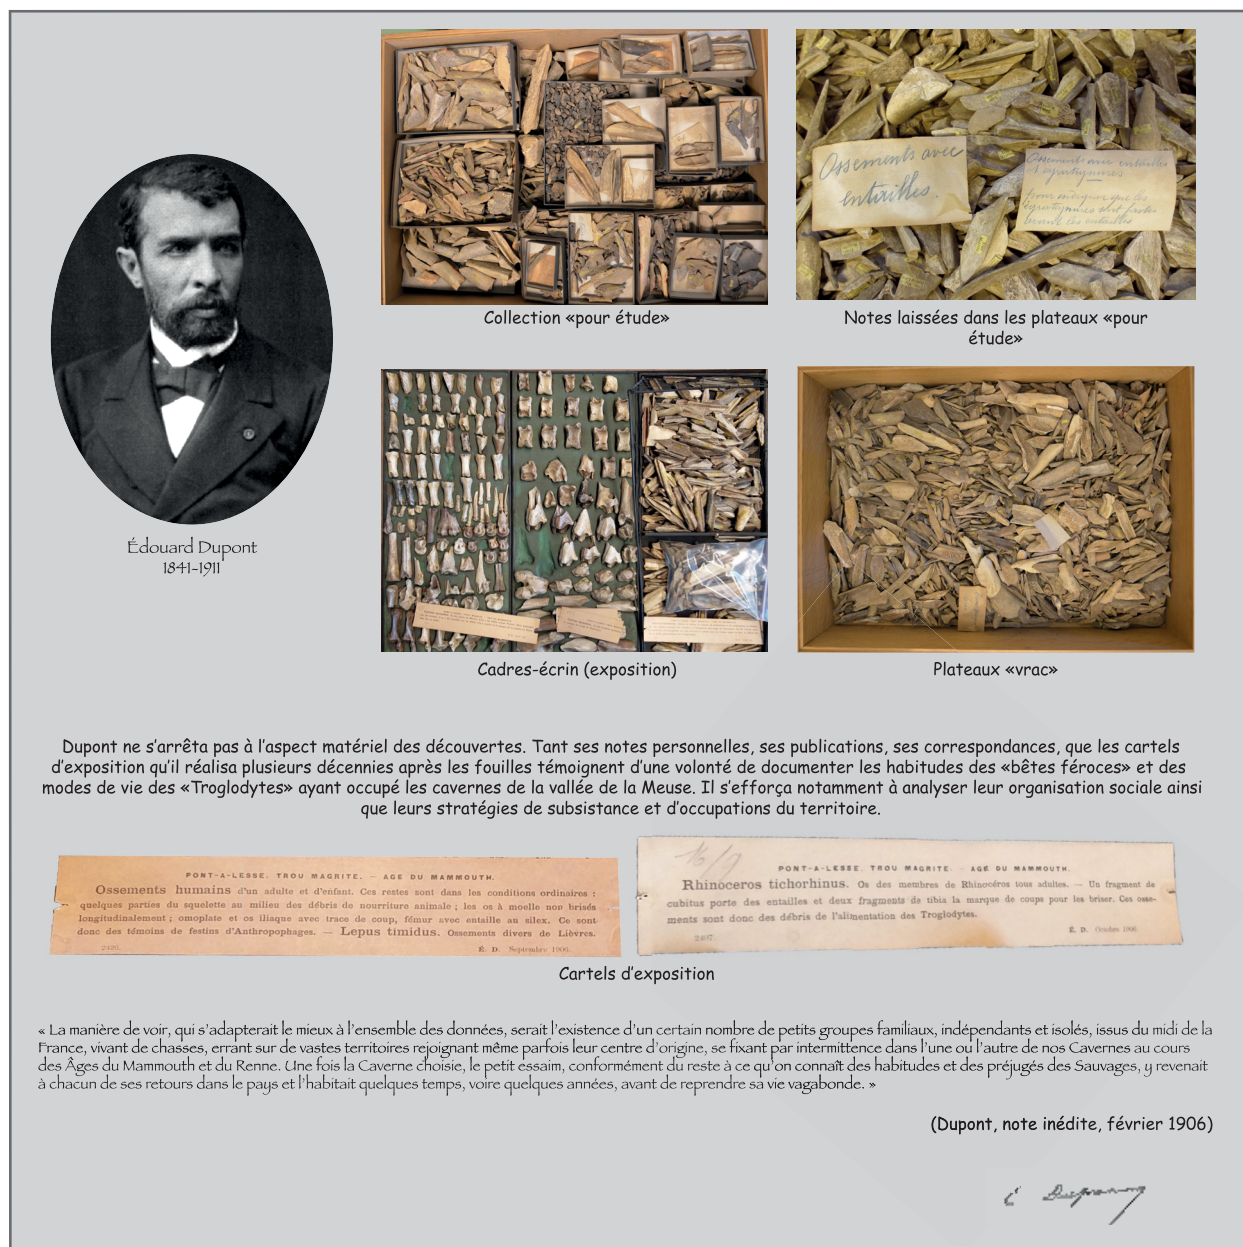 Ossements avec
entailles.
Ossements avec entailles
et égratignures
Collection «pour étude»
Notes laissées dans les plateaux «pour
étude»
Édouard Dupont
1841-1911
Cadres-écrin (exposition)
Plateaux «vrac»
Dupont ne s’arrêta pas à l’aspect matériel des découvertes. Tant ses notes personnelles, ses publications, ses correspondances, que les cartels
d’exposition qu’il réalisa plusieurs décennies après les fouilles témoignent d’une volonté de documenter les habitudes des «bêtes féroces» et des
modes de vie des «Troglodytes» ayant occupé les cavernes de la vallée de la Meuse. Il s’efforça notamment à analyser leur organisation sociale ainsi
que leurs stratégies de subsistance et d’occupations du territoire.
PONT-A-LESSE. TROU MAGRITE. — AGE DU MAMMOUTH.
Ossements humains d'un adulte et d'enfant. Ces restes sont dans les conditions ordinaires :
quelques parties du squelette au milieu des débris de nourriture animale ; les os à moelle non brisés
longitudinalement ; omoplate et os iliaque avec trace de coup, fémur avec entaille au silex. Ce sont
donc des témoins de festins d'Anthropophages. — Lepus timidus. Ossements divers de Lièvres.
É. D. Septembre 1906.
16/9
PONT-A-LESSE. TROU MAGRITE. — AGE DU MAMMOUTH.
Rhinoceros tichorhinus. Os des membres de Rhinocéros tous adultes. — Un fragment de
cubitus porte des entailles et deux fragments de tibia la marque de coups pour les briser. Ces osse-
ments sont donc des débris de l'alimentation des Troglodytes.
2407.
É. D. Octobre 1906.
Cartels d’exposition
« La manière de voir, qui s’adapterait le mieux à l’ensemble des données, serait l’existence d’un certain nombre de petits groupes familiaux, indépendants et isolés, issus du midi de la
France, vivant de chasses, errant sur de vastes territoires rejoignant même parfois leur centre d’origine, se fixant par intermittence dans l’une ou l’autre de nos Cavernes au cours
des Âges du Mammouth et du Renne. Une fois la Caverne choisie, le petit essaim, conformément du reste à ce qu’on connaît des habitudes et des préjugés des Sauvages, y revenait
à chacun de ses retours dans le pays et l’habitait quelques temps, voire quelques années, avant de reprendre sa vie vagabonde. »
(Dupont, note inédite, février 1906)